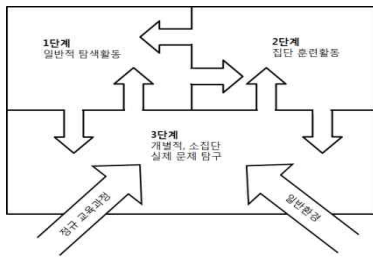 1단계
일반적 탐색활동
2단계
집단 훈련활동
3단계
개별적, 소집단
실제 문제 탐구
정규 교육과정
일반환경